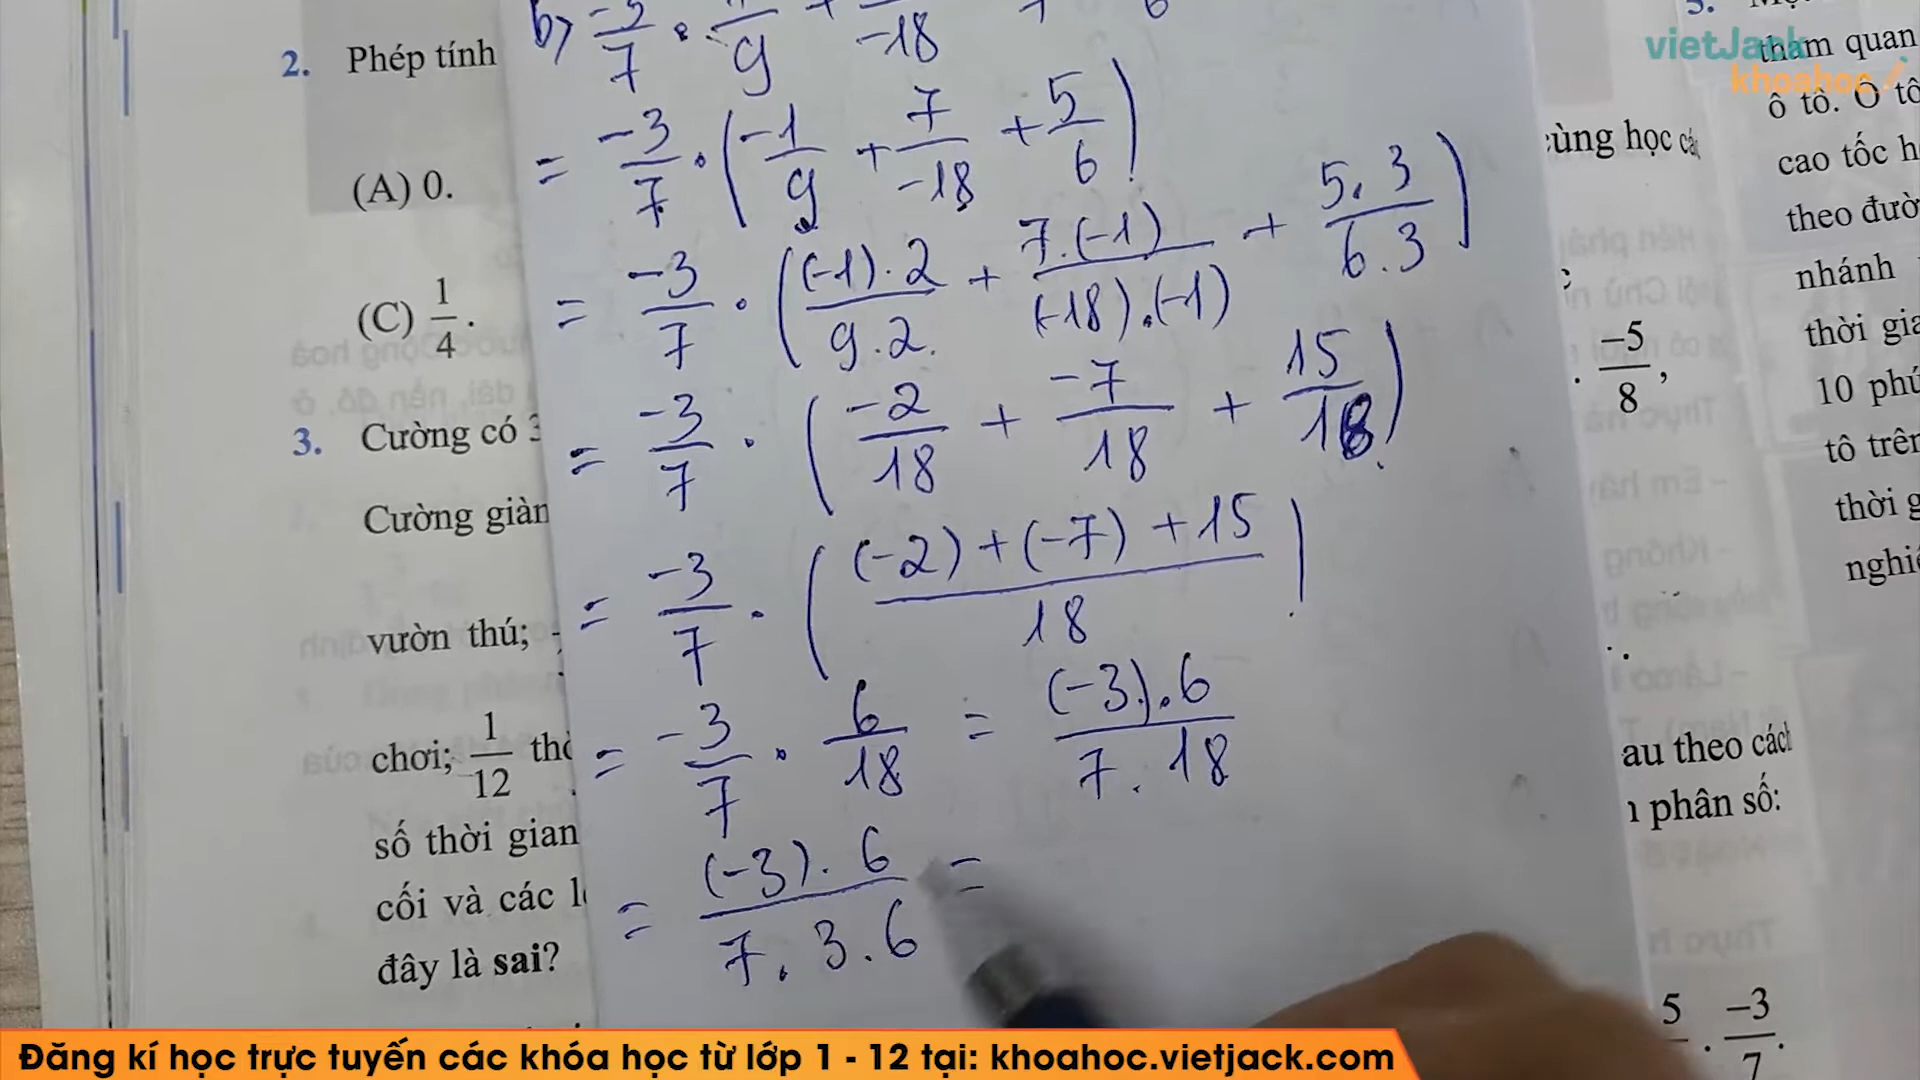 vietJack
khoahoc
2. Phép tính
(A) 0.
(C) 1/4.
3. Cường có
Cường giàn
vườn thú;
chơi; 1/12 thờ
số thời gian
cối và các l
đây là sai?
b) -3/7 . -1/9 + 7/-18
= -3/7 . (-1/9 + 7/-18 + 5/6)
= -3/7 . ((-1).2/9.2 + 7.(-1)/(-18).(-1) + 5.3/6.3)
= -3/7 . (-2/18 + -7/18 + 15/18)
= -3/7 . ((-2)+(-7)+15/18)
= -3/7 . 6/18 = (-3).6/7.18
= (-3).6/7.3.6 =
cùng học
. -5/8,
au theo cách
phân số:
5 . -3/7.
5.
tham quan
ô tô. Ô tô
cao tốc h
theo đườ
nhánh
thời gia
10 phú
tô trên
thời g
nghi
Đăng kí học trực tuyến các khóa học từ lớp 1 - 12 tại: khoahoc.vietjack.com